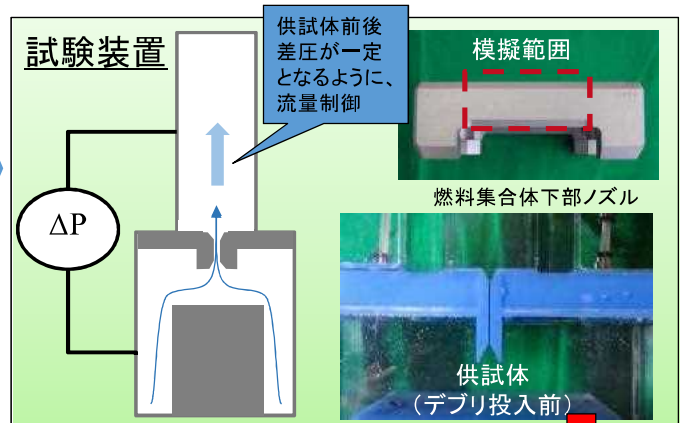 試験装置
供試体前後
差圧が一定
となるように、
流量制御
模擬範囲
ΔP
燃料集合体下部ノズル
供試体
（デブリ投入前）